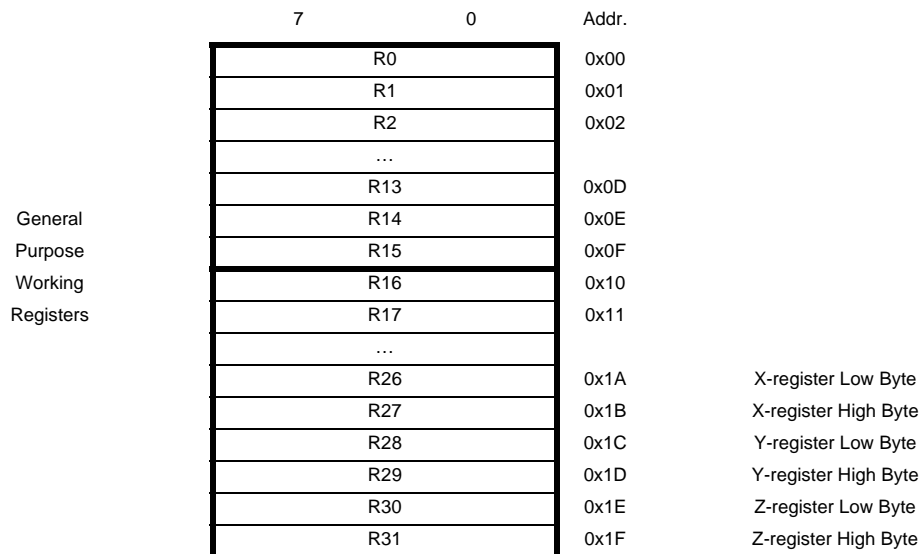 7 0 Addr.
R0 0x00
R1 0x01
R2 0x02
…
R13 0x0D
General R14 0x0E
Purpose R15 0x0F
Working R16 0x10
Registers R17 0x11
…
R26 0x1A X-register Low Byte
R27 0x1B X-register High Byte
R28 0x1C Y-register Low Byte
R29 0x1D Y-register High Byte
R30 0x1E Z-register Low Byte
R31 0x1F Z-register High Byte